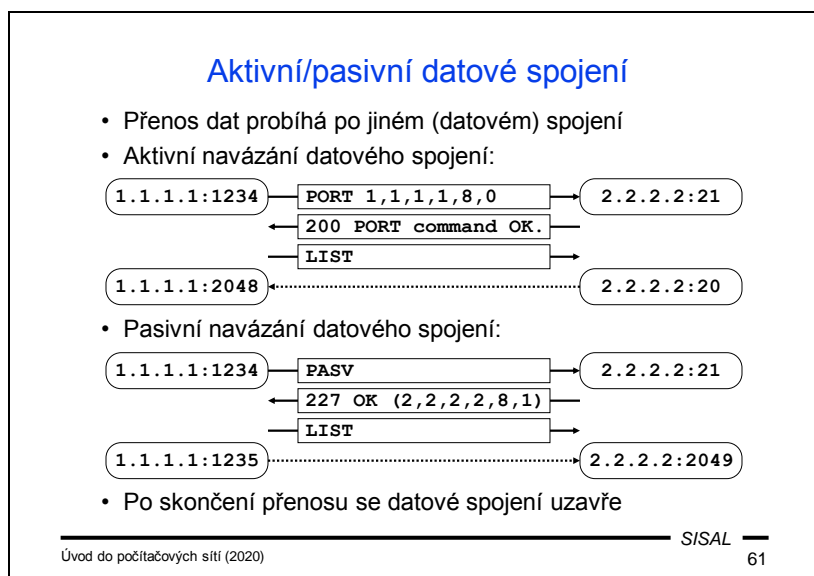 Aktivní/pasivní datové spojení
• Přenos dat probíhá po jiném (datovém) spojení
• Aktivní navázání datového spojení:
1.1.1.1:1234 PORT 1,1,1,1,8,0 2.2.2.2:21
200 PORT command OK.
LIST
1.1.1.1:2048 2.2.2.2:20
• Pasivní navázání datového spojení:
1.1.1.1:1234 PASV 2.2.2.2:21
227 OK (2,2,2,2,8,1)
LIST
1.1.1.1:1235 2.2.2.2:2049
• Po skončení přenosu se datové spojení uzavře
SISAL
Úvod do počítačových sítí (2020) 61